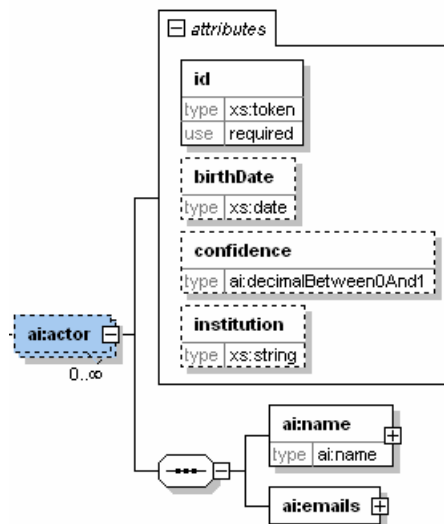 attributes
id
type xs:token
use required
birthDate
type xs:date
confidence
type ai:decimalBetween0And1
institution
type xs:string
ai:actor
0..∞
ai:name
type ai:name
ai:emails